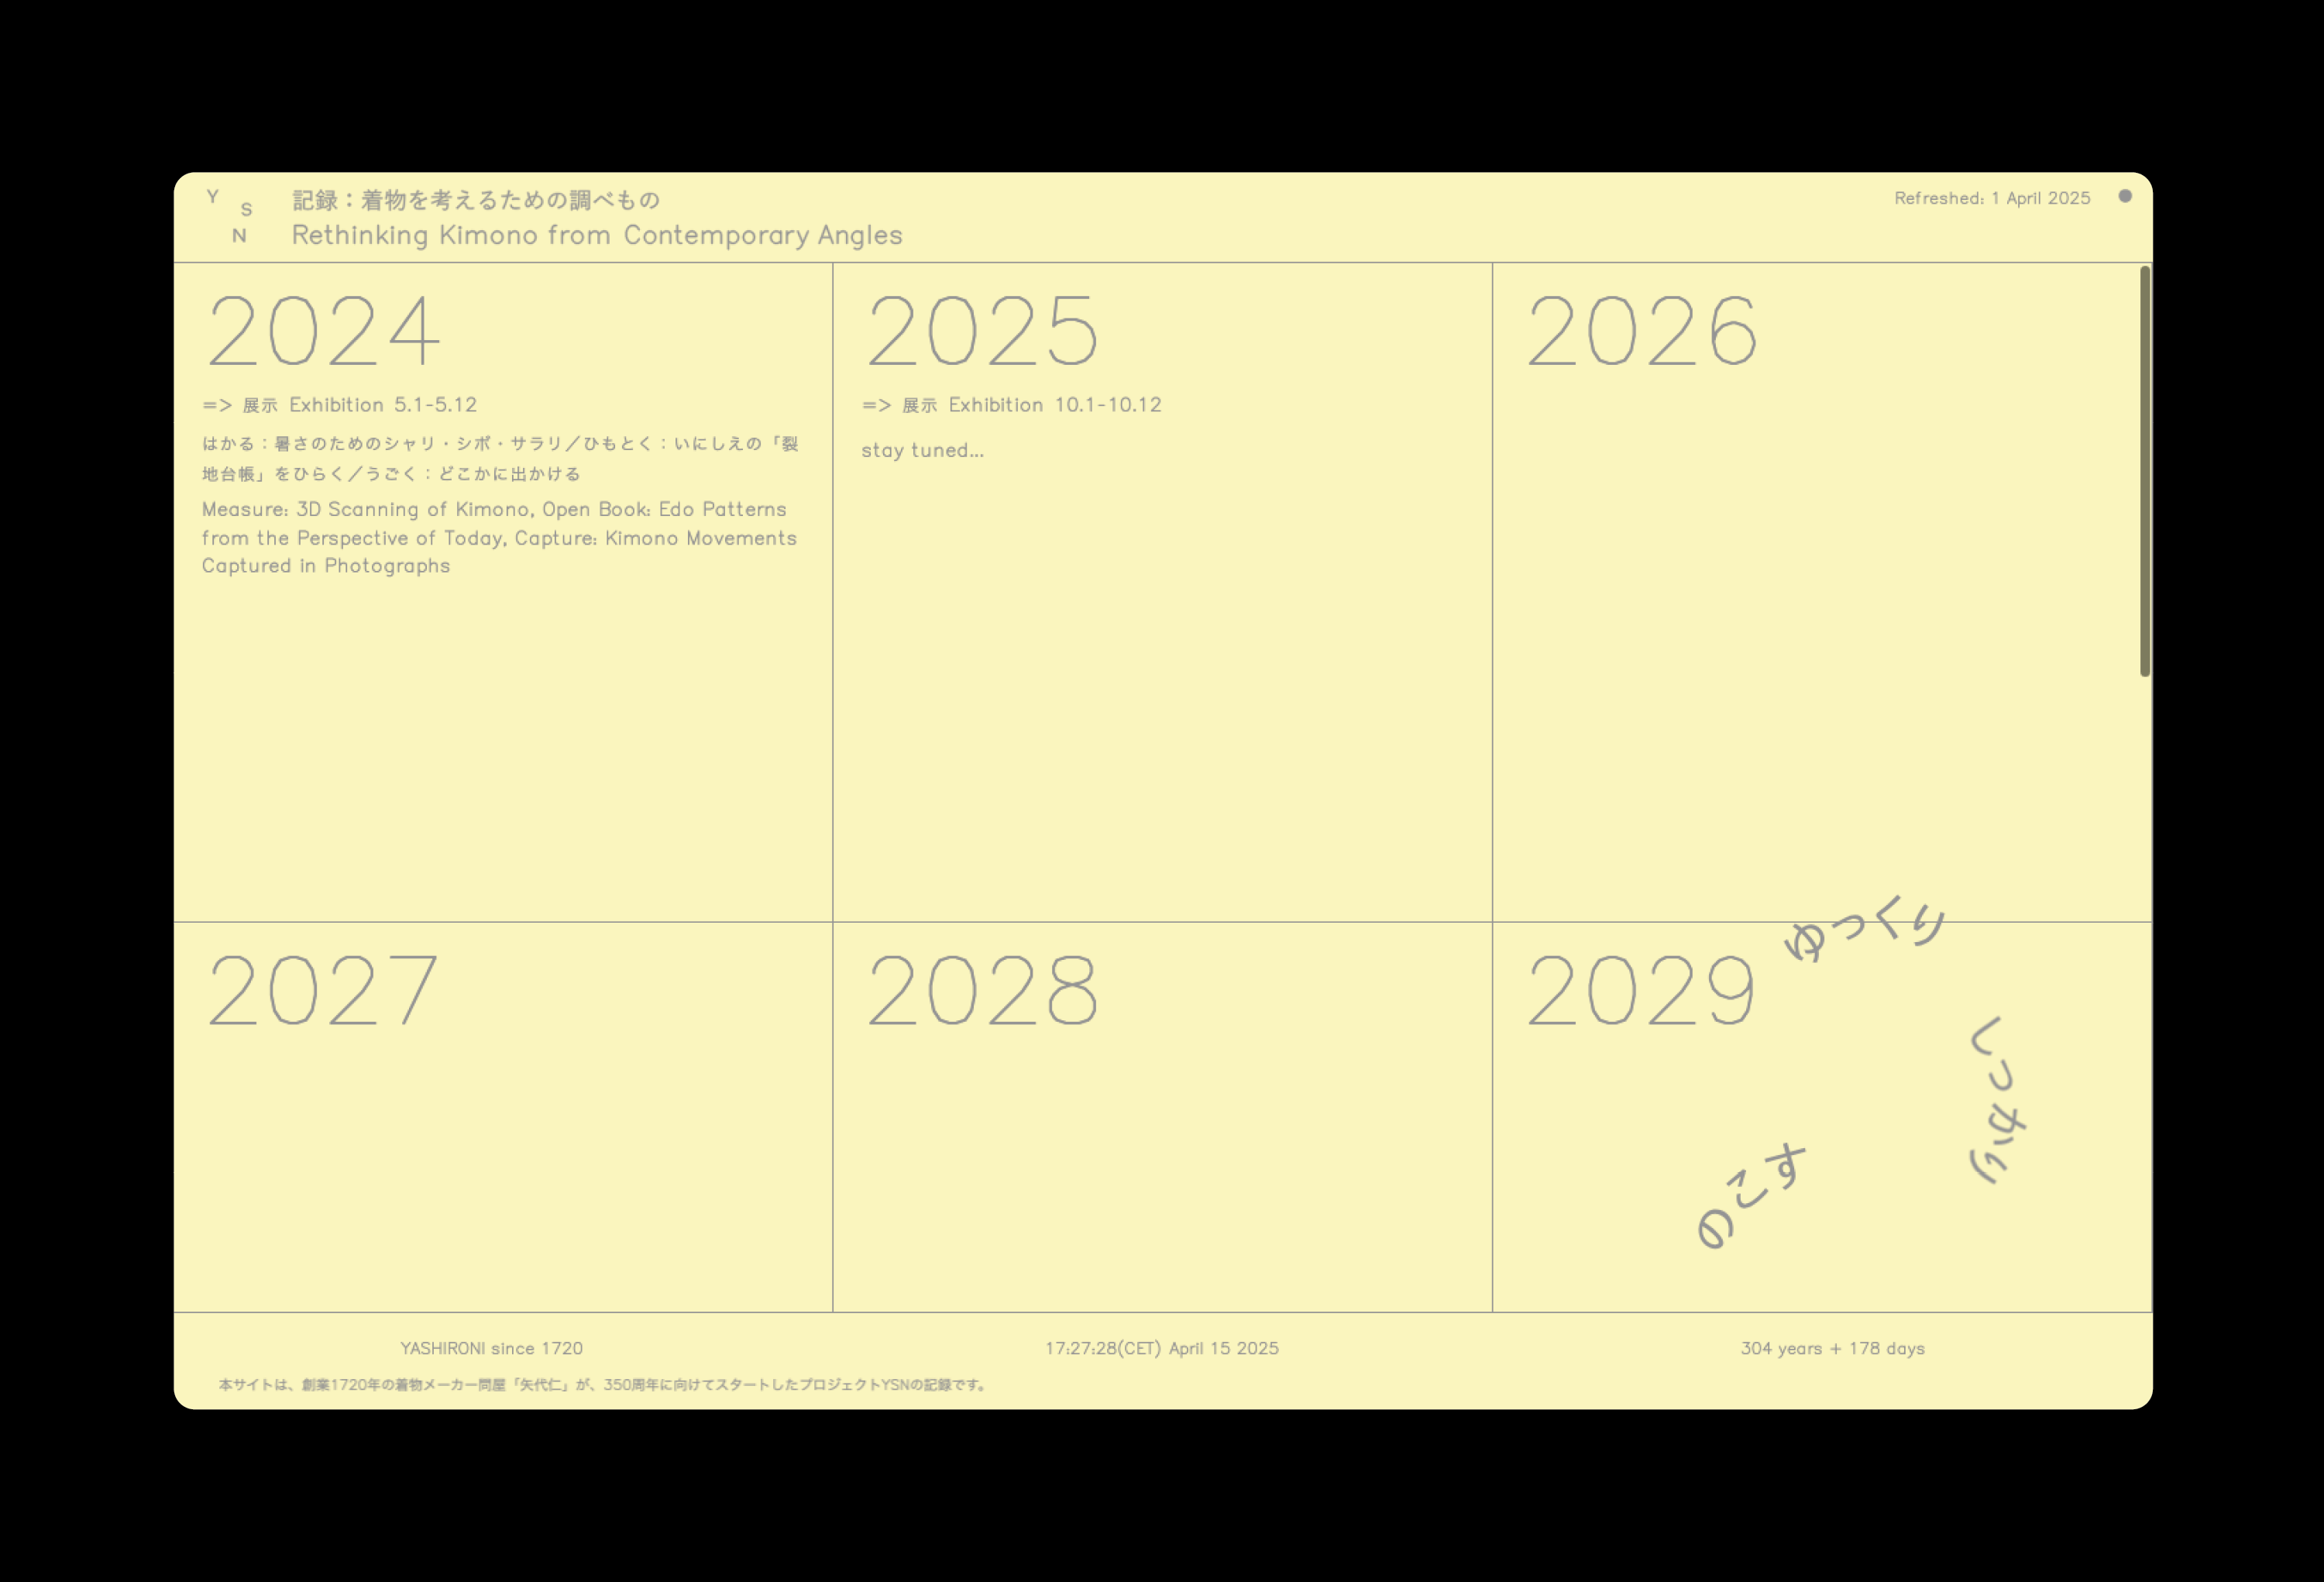 Y
S
N
記録：着物を考えるための調べもの
Rethinking Kimono from Contemporary Angles
Refreshed: 1 April 2025
2024
=> 展示 Exhibition 5.1-5.12
はかる：暑さのためのシャリ・シボ・サラリ／ひもとく：いにしえの「裂
地台帳」をひらく／うごく：どこかに出かける
Measure: 3D Scanning of Kimono, Open Book: Edo Patterns
from the Perspective of Today, Capture: Kimono Movements
Captured in Photographs
2025
=> 展示 Exhibition 10.1-10.12
stay tuned...
2026
2027
2028
2029
ゆっくり
しっかり
のこす
YASHIRONI since 1720
17:27:28(CET) April 15 2025
304 years + 178 days
本サイトは、創業1720年の着物メーカー問屋「矢代仁」が、350周年に向けてスタートしたプロジェクトYSNの記録です。